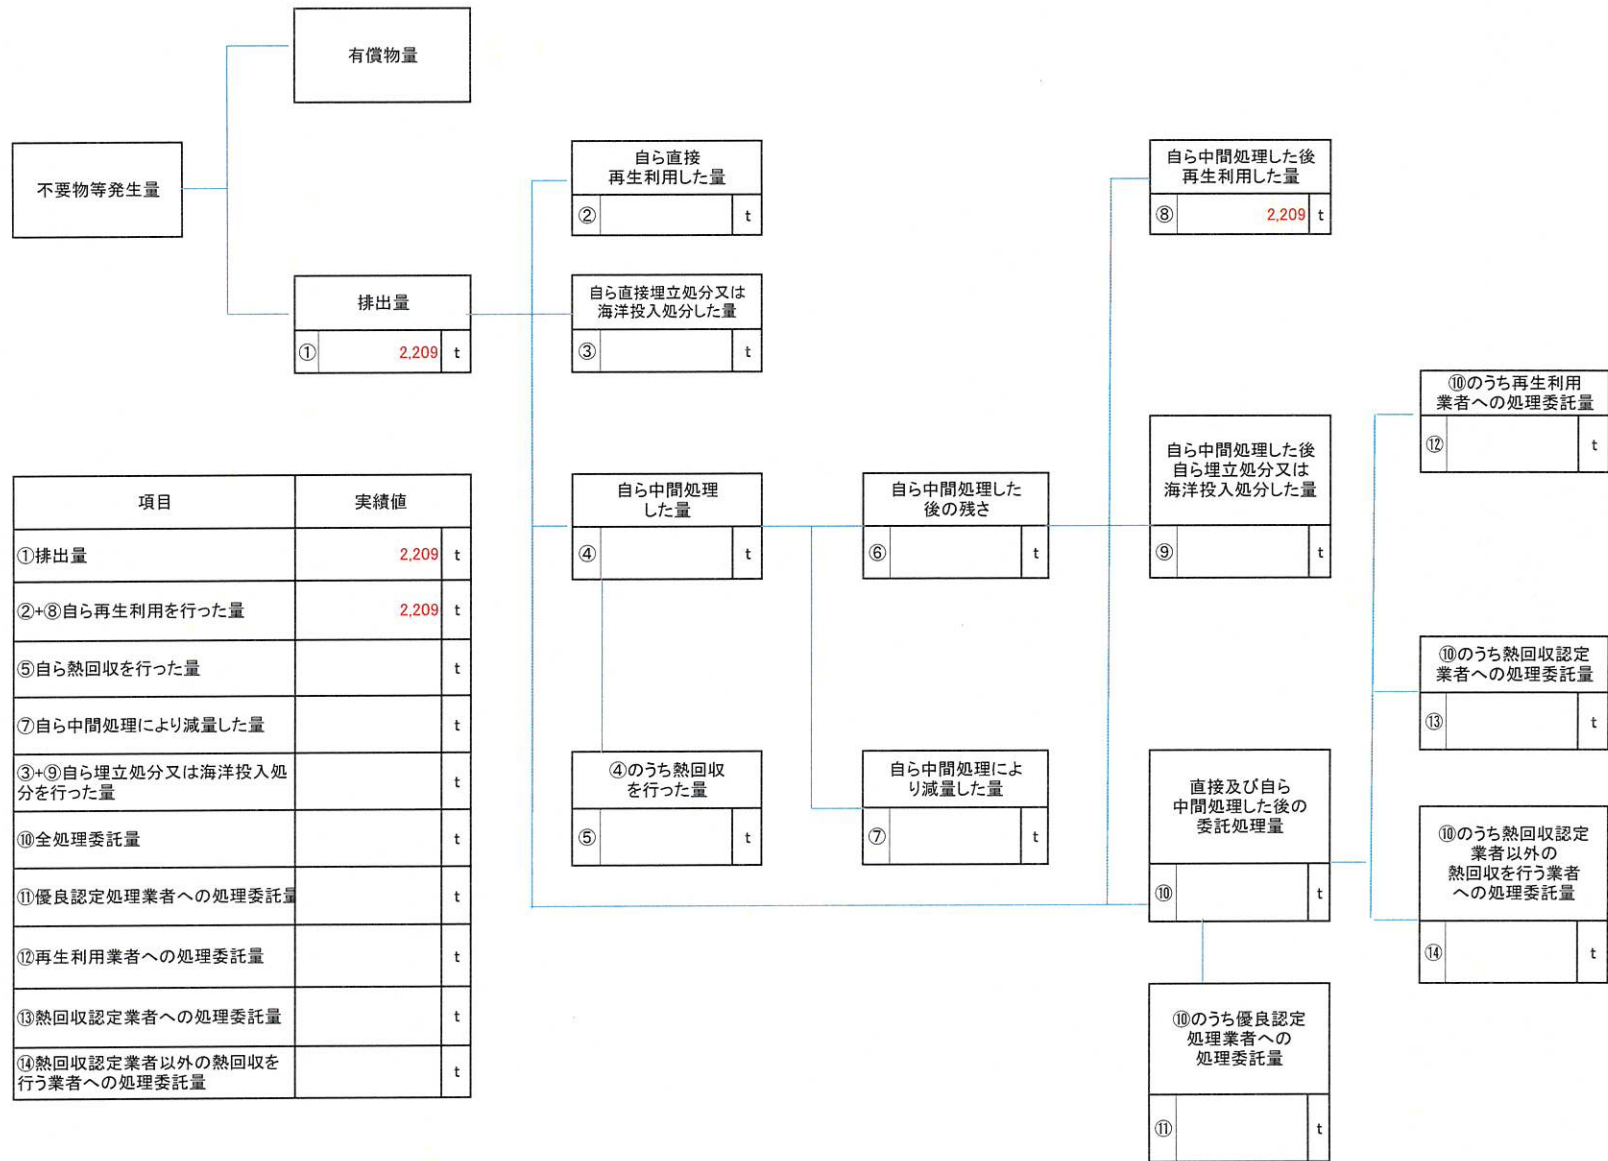 有償物量
不要物等発生量
排出量
① 2,209 t
自ら直接
再生利用した量
② t
自ら直接埋立処分又は
海洋投入処分した量
③ t
自ら中間処理
した量
④ t
④のうち熱回収
を行った量
⑤ t
自ら中間処理した
後の残さ
⑥ t
自ら中間処理によ
り減量した量
⑦ t
自ら中間処理した後
再生利用した量
⑧ 2,209 t
自ら中間処理した後
自ら埋立処分又は
海洋投入処分した量
⑨ t
直接及び自ら
中間処理した後の
委託処理量
⑩ t
⑩のうち優良認定
処理業者への
処理委託量
⑪ t
⑩のうち再生利用
業者への処理委託量
⑫ t
⑩のうち熱回収認定
業者への処理委託量
⑬ t
⑩のうち熱回収認定
業者以外の
熱回収を行う業者
への処理委託量
⑭ t
項目 実績値
①排出量 2,209 t
②+⑧自ら再生利用を行った量 2,209 t
⑤自ら熱回収を行った量 t
⑦自ら中間処理により減量した量 t
③+⑨自ら埋立処分又は海洋投入処
分を行った量 t
⑩全処理委託量 t
⑪優良認定処理業者への処理委託量 t
⑫再生利用業者への処理委託量 t
⑬熱回収認定業者への処理委託量 t
⑭熱回収認定業者以外の熱回収を
行う業者への処理委託量 t